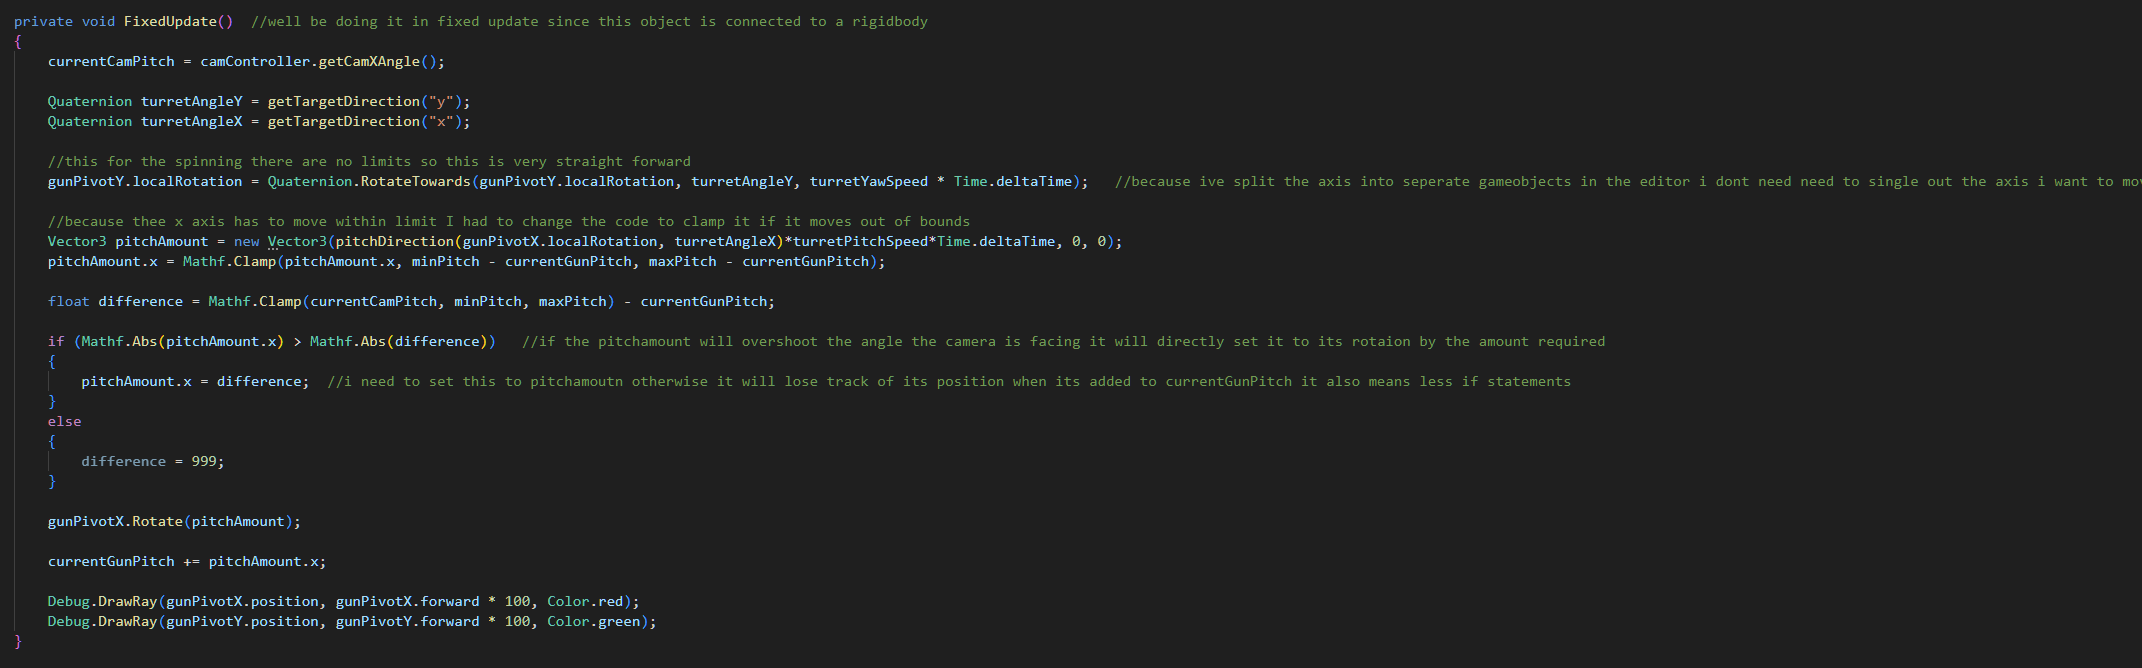 private void FixedUpdate()  //well be doing it in fixed update since this object is connected to a rigidbody
{
    currentCamPitch = camController.getCamXAngle();
    Quaternion turretAngleY = getTargetDirection("y");
    Quaternion turretAngleX = getTargetDirection("x");
    //this for the spinning there are no limits so this is very straight forward
    gunPivotY.localRotation = Quaternion.RotateTowards(gunPivotY.localRotation, turretAngleY, turretYawSpeed * Time.deltaTime);   //because ive split the axis into seperate gameobjects in the editor i dont need need to single out the axis i want to
    //because thee x axis has to move within limit I had to change the code to clamp it if it moves out of bounds
    Vector3 pitchAmount = new Vector3(pitchDirection(gunPivotX.localRotation, turretAngleX)*turretPitchSpeed*Time.deltaTime, 0, 0);
    pitchAmount.x = Mathf.Clamp(pitchAmount.x, minPitch - currentGunPitch, maxPitch - currentGunPitch);
    float difference = Mathf.Clamp(currentCamPitch, minPitch, maxPitch) - currentGunPitch;
    if (Mathf.Abs(pitchAmount.x) > Mathf.Abs(difference))   //if the pitchamount will overshoot the angle the camera is facing it will directly set it to its rotaion by the amount required
    {
        pitchAmount.x = difference;  //i need to set this to pitchamoutn otherwise it will lose track of its position when its added to currentGunPitch it also means less if statements
    }
    else
    {
        difference = 999;
    }
    gunPivotX.Rotate(pitchAmount);
    currentGunPitch += pitchAmount.x;
    Debug.DrawRay(gunPivotX.position, gunPivotX.forward * 100, Color.red);
    Debug.DrawRay(gunPivotY.position, gunPivotY.forward * 100, Color.green);
}